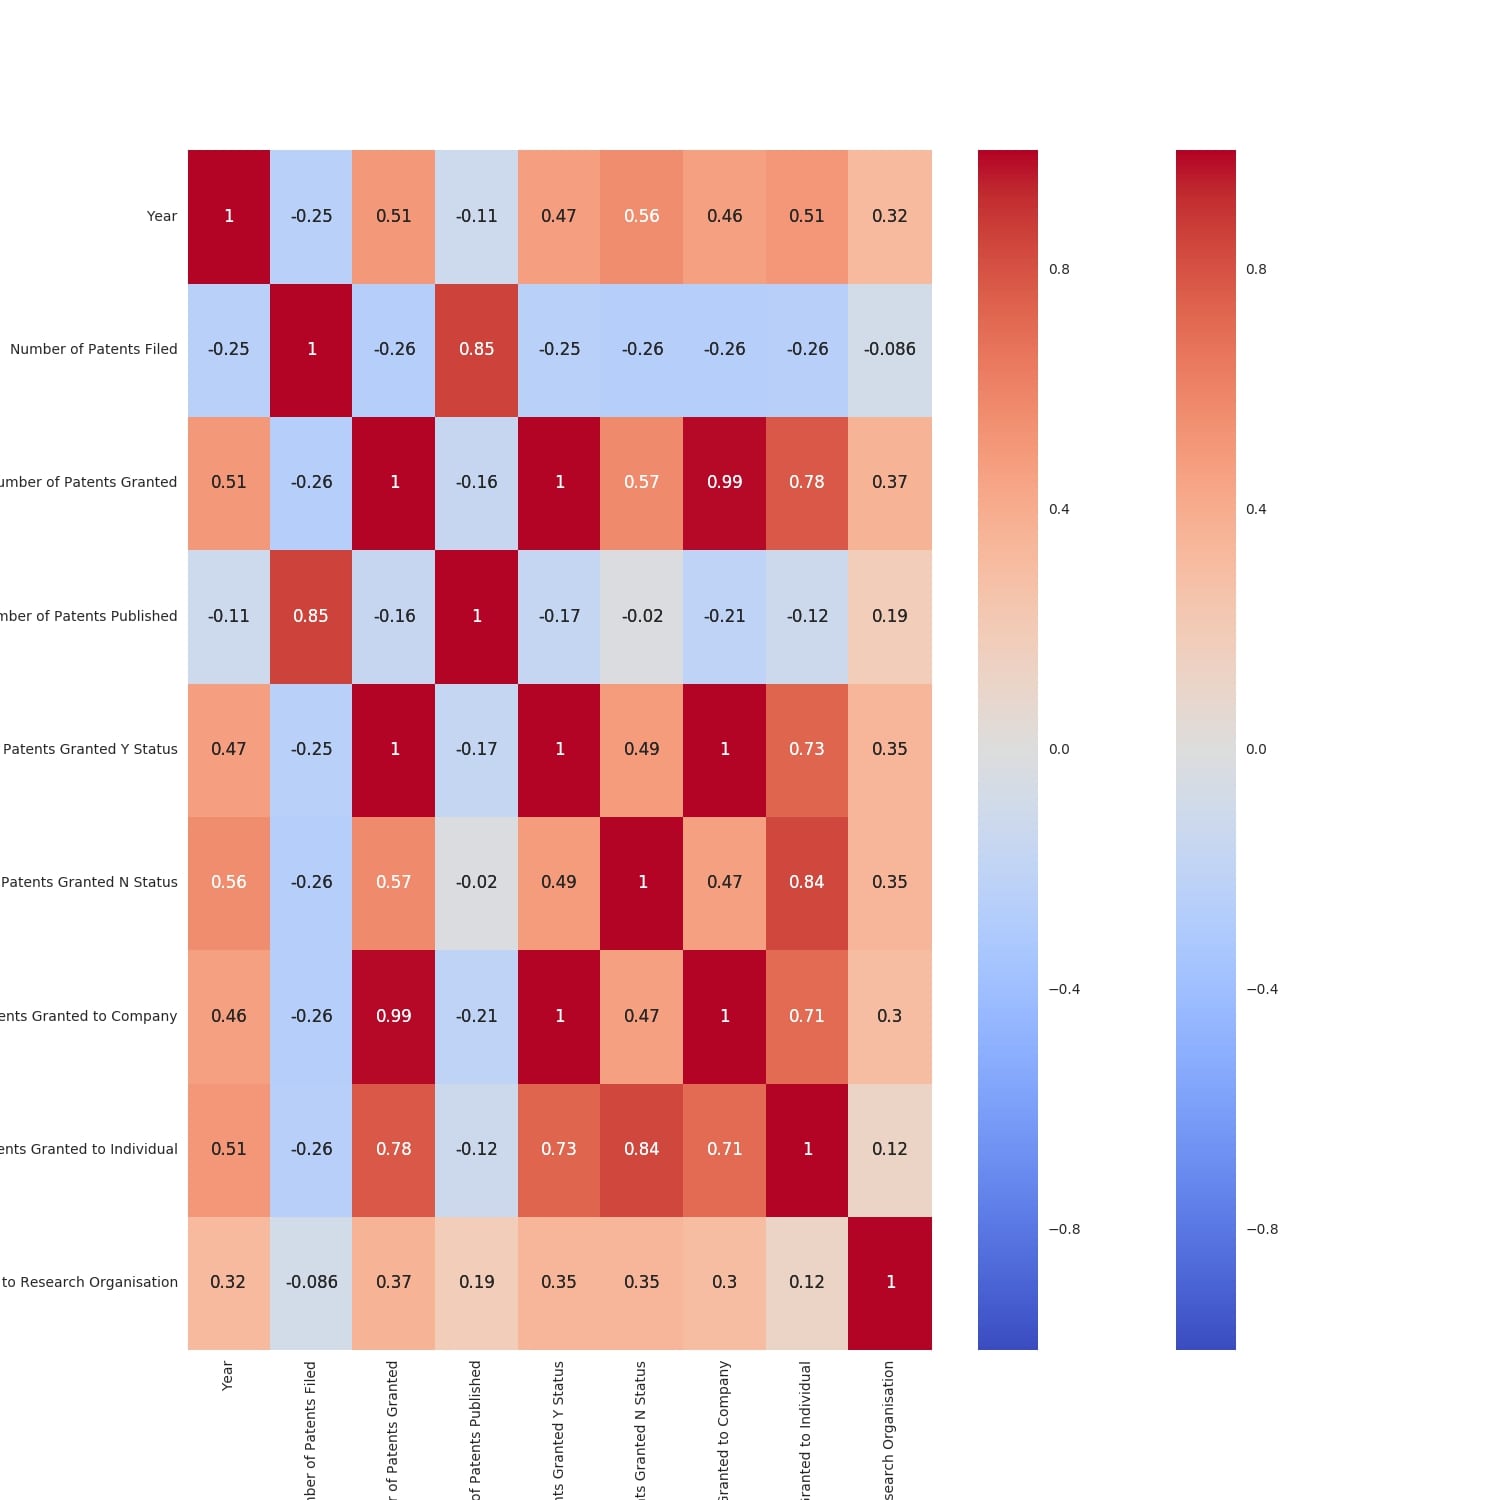 Year 1 -0.25 0.51 -0.11 0.47 0.56 0.46 0.51 0.32
0.8 0.8
Number of Patents Filed -0.25 1 -0.26 0.85 -0.25 -0.26 -0.26 -0.26 -0.086
umber of Patents Granted 0.51 -0.26 1 -0.16 1 0.57 0.99 0.78 0.37
0.4 0.4
mber of Patents Published -0.11 0.85 -0.16 1 -0.17 -0.02 -0.21 -0.12 0.19
Patents Granted Y Status 0.47 -0.25 1 -0.17 1 0.49 1 0.73 0.35
0.0 0.0
Patents Granted N Status 0.56 -0.26 0.57 -0.02 0.49 1 0.47 0.84 0.35
−0.4 −0.4
ents Granted to Company 0.46 -0.26 0.99 -0.21 1 0.47 1 0.71 0.3
ents Granted to Individual 0.51 -0.26 0.78 -0.12 0.73 0.84 0.71 1 0.12
−0.8 −0.8
to Research Organisation 0.32 -0.086 0.37 0.19 0.35 0.35 0.3 0.12 1
Year
mber of Patents Filed
r of Patents Granted
of Patents Published
nts Granted Y Status
nts Granted N Status
Granted to Company
Granted to Individual
search Organisation